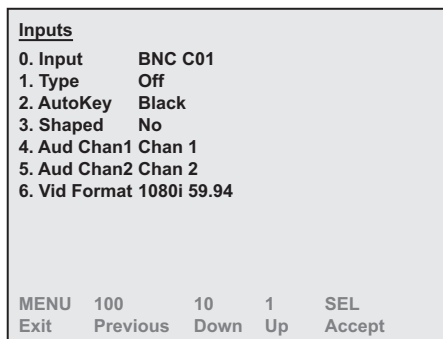 Inputs
0. Input BNC C01
1. Type Off
2. AutoKey Black
3. Shaped No
4. Aud Chan1 Chan 1
5. Aud Chan2 Chan 2
6. Vid Format 1080i 59.94
MENU 100 10 1 SEL
Exit Previous Down Up Accept